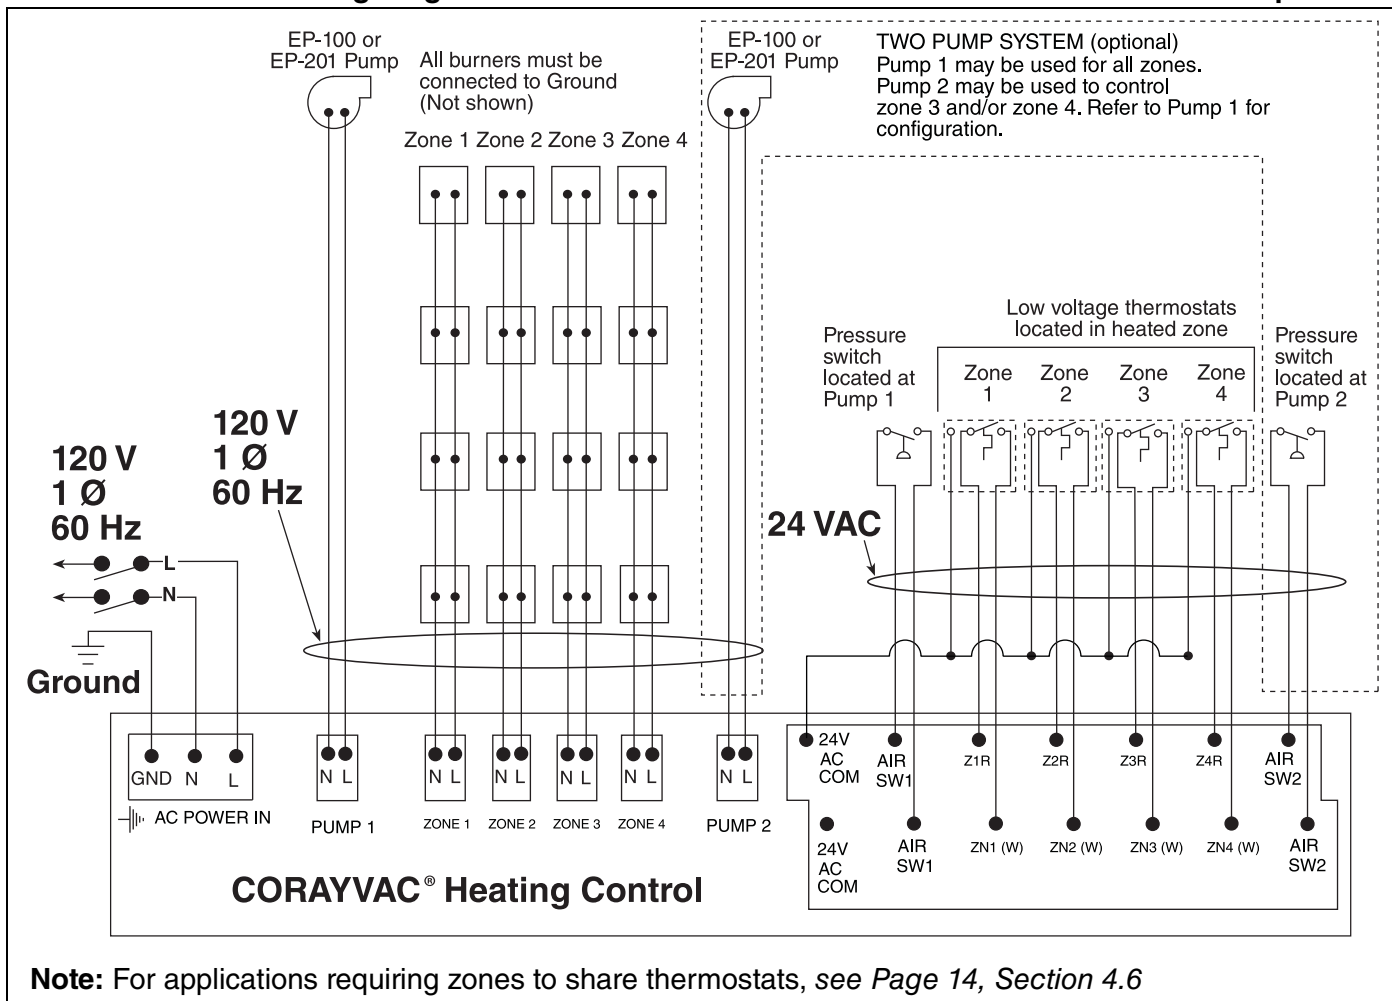 EP-100 or
EP-201 Pump
All burners must be
connected to Ground
(Not shown)
EP-100 or
EP-201 Pump
TWO PUMP SYSTEM (optional)
Pump 1 may be used for all zones.
Pump 2 may be used to control
zone 3 and/or zone 4. Refer to Pump 1 for
configuration.
Zone 1 Zone 2 Zone 3 Zone 4
Low voltage thermostats
located in heated zone
Pressure
switch
located at
Pump 1
Zone
1
Zone
2
Zone
3
Zone
4
Pressure
switch
located at
Pump 2
120 V
1 Ø
60 Hz
120 V
1 Ø
60 Hz
24 VAC
L
N
Ground
GND N L
AC POWER IN
N L
PUMP 1
N L
ZONE 1
N L
ZONE 2
N L
ZONE 3
N L
ZONE 4
N L
PUMP 2
24V
AC
COM
AIR
SW1
Z1R
Z2R
Z3R
Z4R
AIR
SW2
24V
AC
COM
AIR
SW1
ZN1 (W)
ZN2 (W)
ZN3 (W)
ZN4 (W)
AIR
SW2
CORAYVAC® Heating Control
Note: For applications requiring zones to share thermostats, see Page 14, Section 4.6